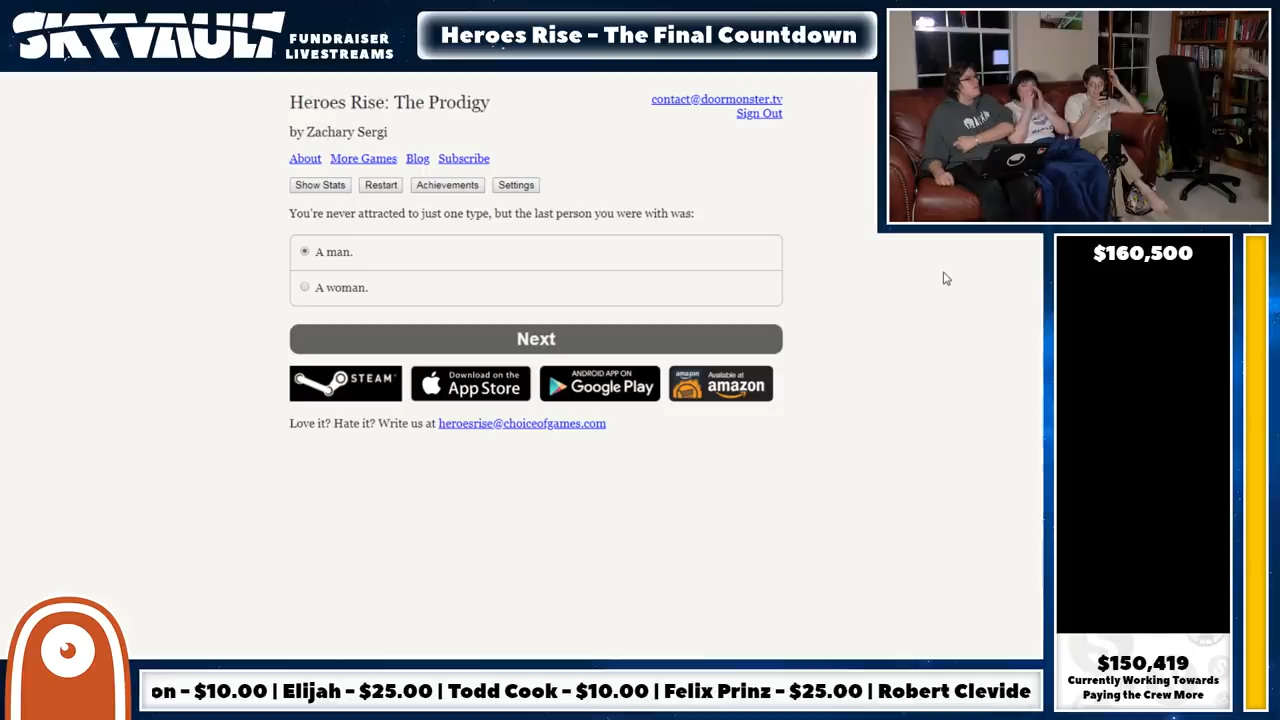 SKYVAULT
FUNDRAISER
LIVESTREAMS
Heroes Rise - The Final Countdown
Heroes Rise: The Prodigy
contact@doormonster.tv
Sign Out
by Zachary Sergi
About More Games Blog Subscribe
Show Stats Restart Achievements Settings
You're never attracted to just one type, but the last person you were with was:
A man.
A woman.
Next
STEAM
Download on the
App Store
ANDROID APP ON
Google Play
amazon
Available at
amazon
Love it? Hate it? Write us at heroesrise@choiceofgames.com
$160,500
$150,419
Currently Working Towards
Paying the Crew More
on - $10.00 | Elijah - $25.00 | Todd Cook - $10.00 | Felix Prinz - $25.00 | Robert Clevide